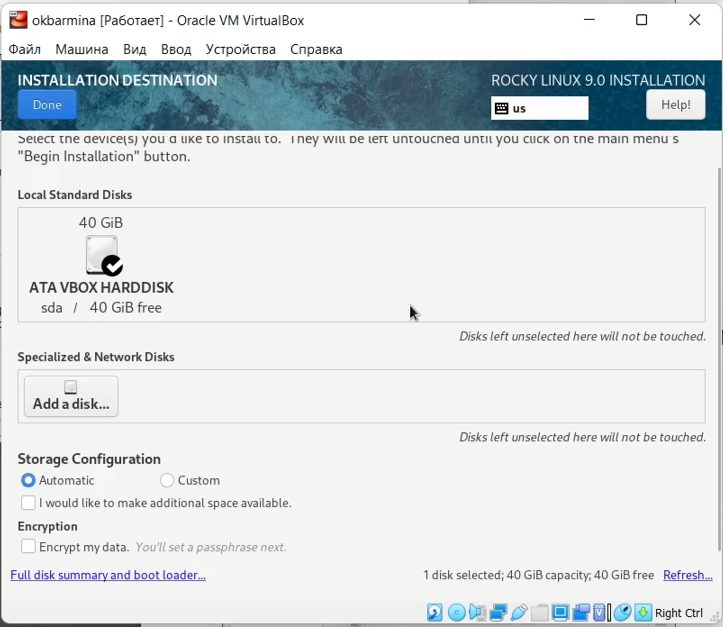 okbarmina [Работает] - Oracle VM VirtualBox
Файл Машина Вид Ввод Устройства Справка
INSTALLATION DESTINATION
ROCKY LINUX 9.0 INSTALLATION
Done
us
Help!
Select the device(s) you'd like to install to. They will be left untouched until you click on the main menu's
"Begin Installation" button.
Local Standard Disks
40 GiB
ATA VBOX HARDDISK
sda / 40 GiB free
Disks left unselected here will not be touched.
Specialized & Network Disks
Add a disk...
Disks left unselected here will not be touched.
Storage Configuration
Automatic Custom
I would like to make additional space available.
Encryption
Encrypt my data. You'll set a passphrase next.
Full disk summary and boot loader...
1 disk selected; 40 GiB capacity; 40 GiB free Refresh...
Right Ctrl